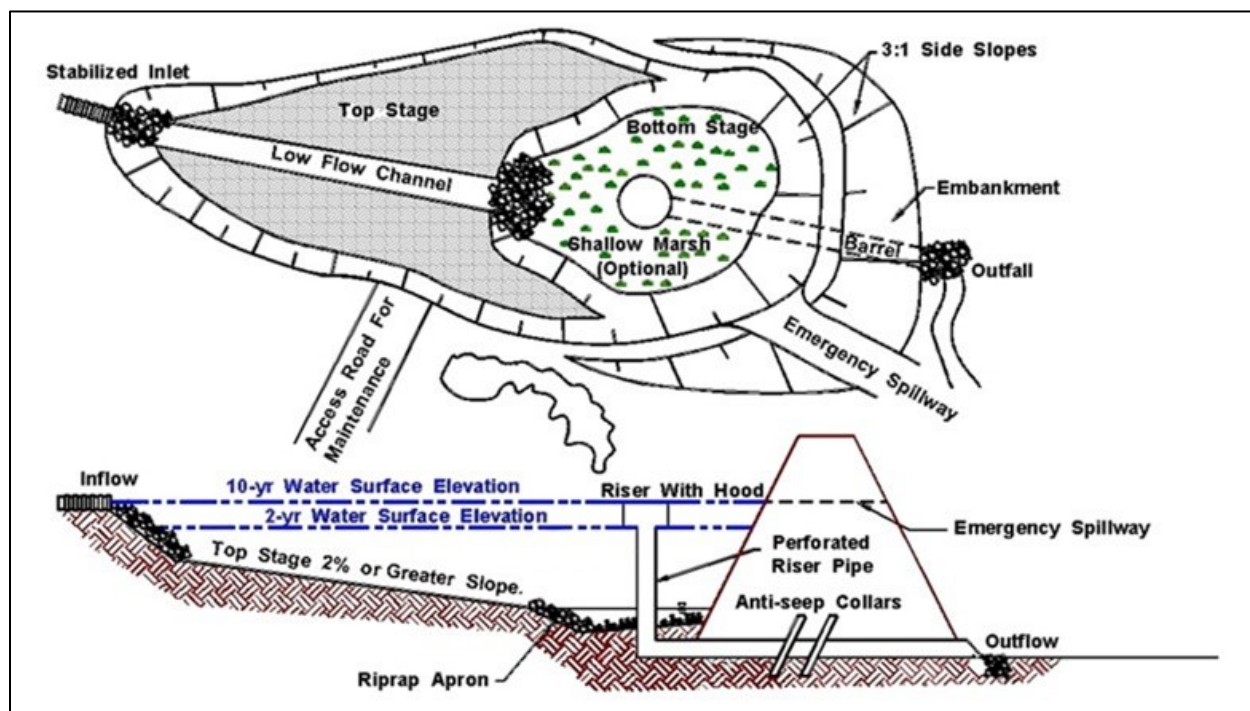 3:1 Side Slopes
Stabilized Inlet
Top Stage
Bottom Stage
Low Flow Channel
Embankment
Shallow Marsh
(Optional)
Barrel
Outfall
Emergency Spillway
Access Road For
Maintenance
Inflow
10-yr Water Surface Elevation
Riser With Hood
2-yr Water Surface Elevation
Emergency Spillway
Top Stage 2% or Greater Slope.
Perforated
Riser Pipe
Anti-seep Collars
Outflow
Riprap Apron